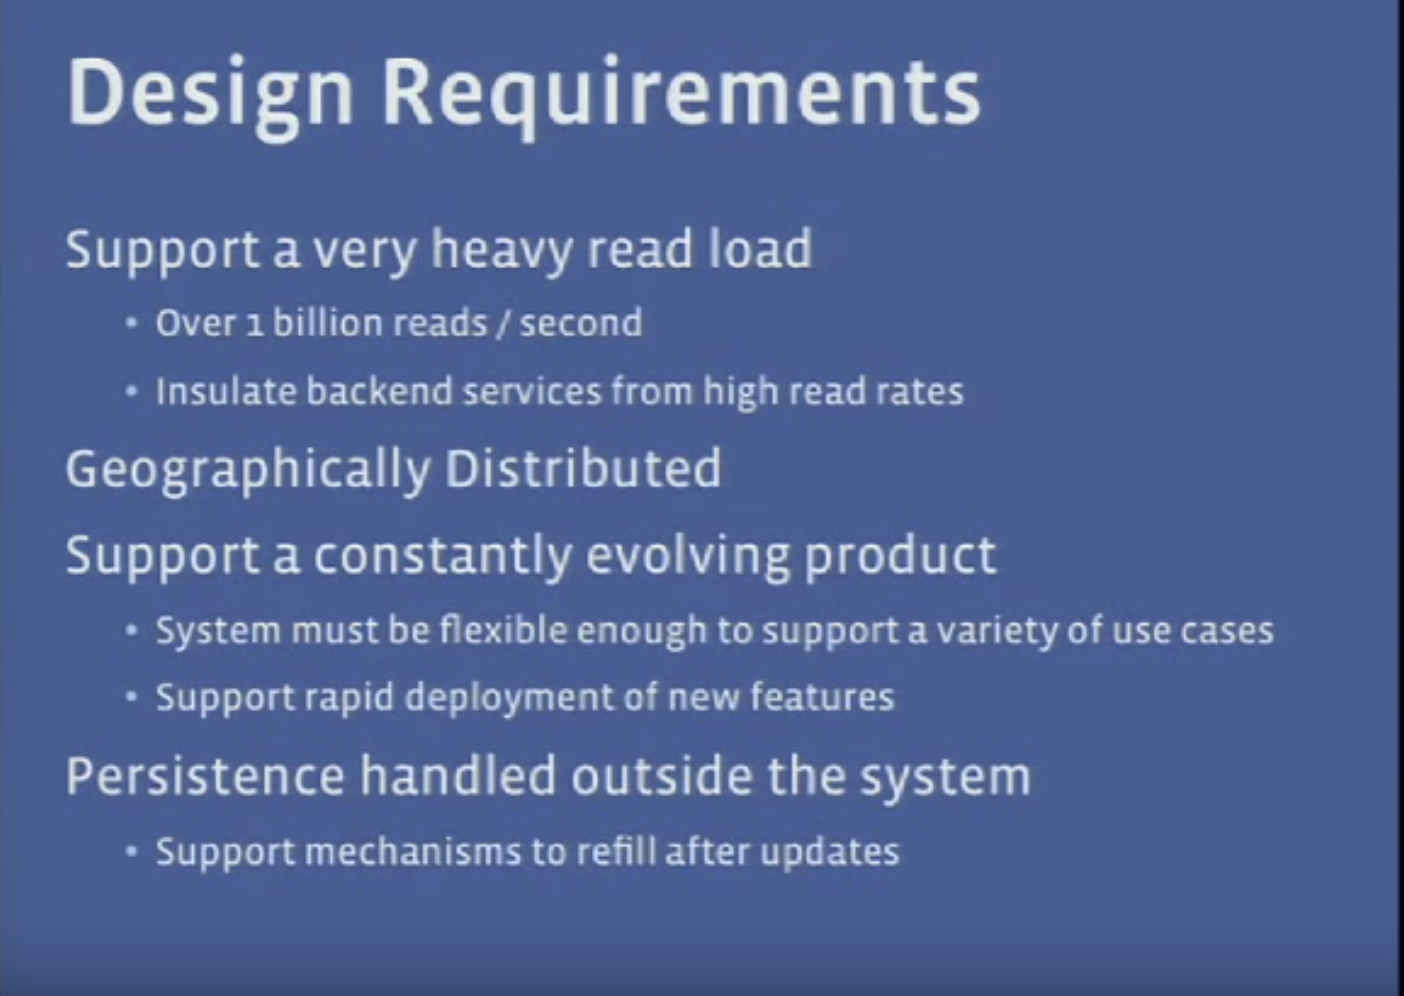 Design Requirements
Support a very heavy read load
• Over 1 billion reads / second
• Insulate backend services from high read rates
Geographically Distributed
Support a constantly evolving product
• System must be flexible enough to support a variety of use cases
• Support rapid deployment of new features
Persistence handled outside the system
• Support mechanisms to refill after updates